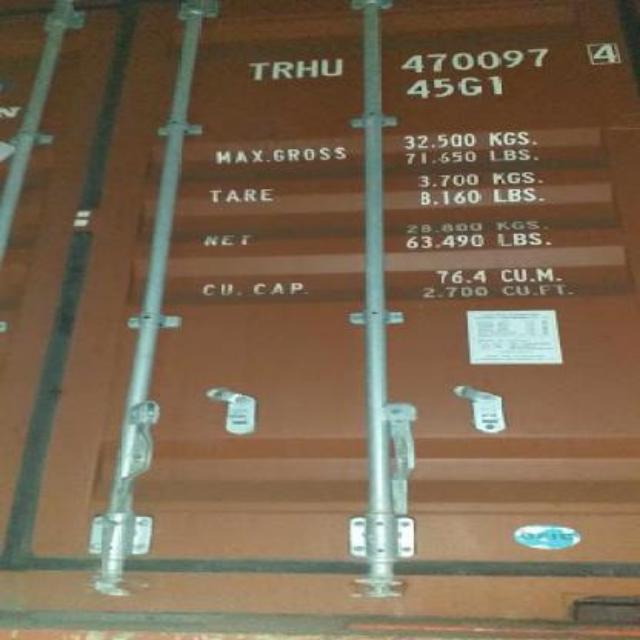 TRHU 470097 4
45G1
MAX.GROSS 32.500 KGS.
71.650 LBS.
TARE 3.700 KGS.
8.160 LBS.
NET 28.800 KGS.
63.490 LBS.
CU. CAP. 76.4 CU.M.
2.700 CU.FT.
N